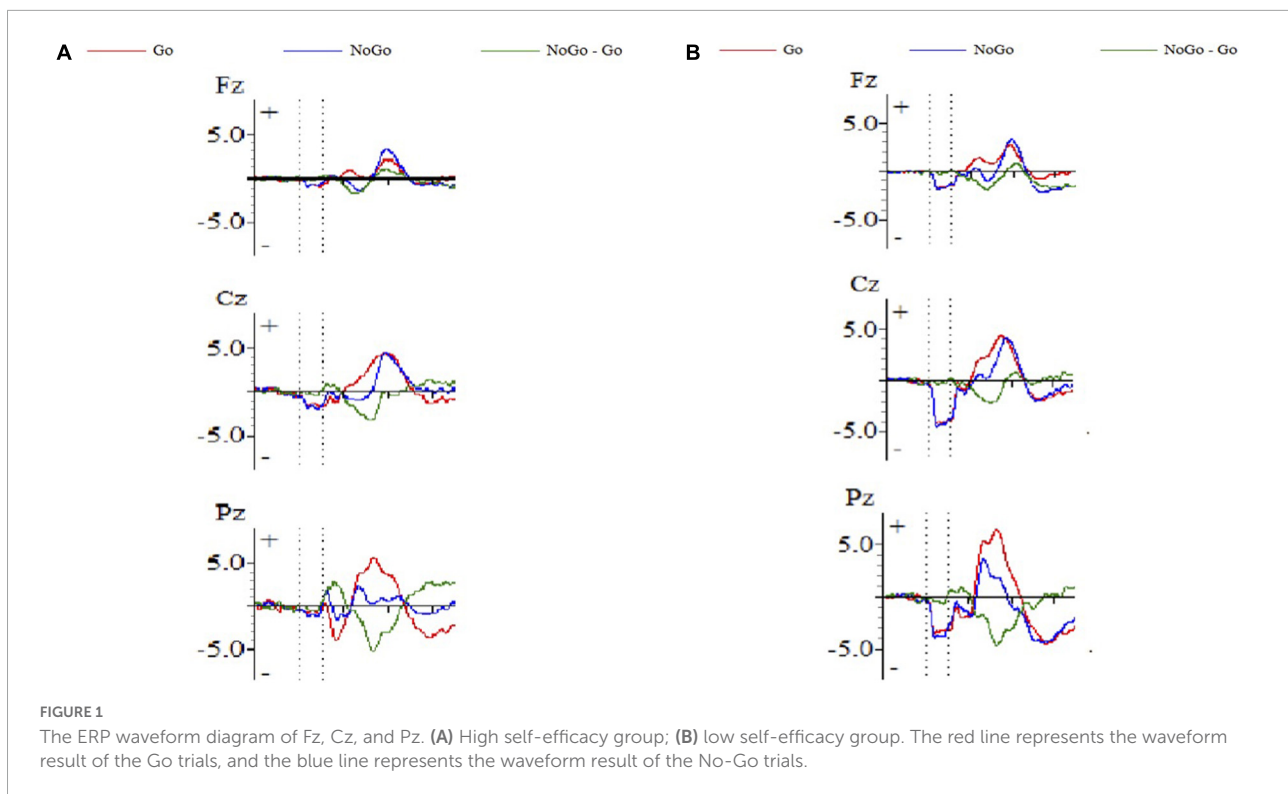 A Go NoGo NoGo - Go
Fz
+
5.0
-5.0
-
Cz
+
5.0
-5.0
-
Pz
+
5.0
-5.0
-
B Go NoGo NoGo - Go
Fz
+
5.0
-5.0
-
Cz
+
5.0
-5.0
-
Pz
+
5.0
-5.0
-
FIGURE 1
The ERP waveform diagram of Fz, Cz, and Pz. (A) High self-efficacy group; (B) low self-efficacy group. The red line represents the waveform
result of the Go trials, and the blue line represents the waveform result of the No-Go trials.